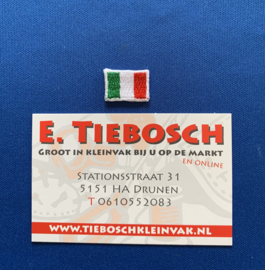 E. TIEBOSCH
GROOT IN KLEINVAK BIJ U OP DE MARKT
EN ONLINE
STATIONSSTRAAT 31
5151 HA DRUNEN
T 0610552083
WWW.TIEBOSCHKLEINVAK.NL